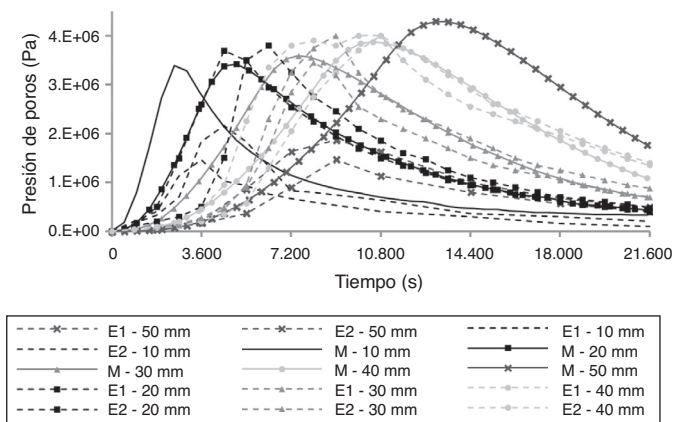 Presión de poros (Pa)
4.E+06
3.E+06
2.E+06
1.E+06
0.E+00
0 3.600 7.200 10.800 14.400 18.000 21.600
Tiempo (s)
E1 - 50 mm E2 - 50 mm E1 - 10 mm
E2 - 10 mm M - 10 mm M - 20 mm
M - 30 mm M - 40 mm M - 50 mm
E1 - 20 mm E1 - 30 mm E1 - 40 mm
E2 - 20 mm E2 - 30 mm E2 - 40 mm